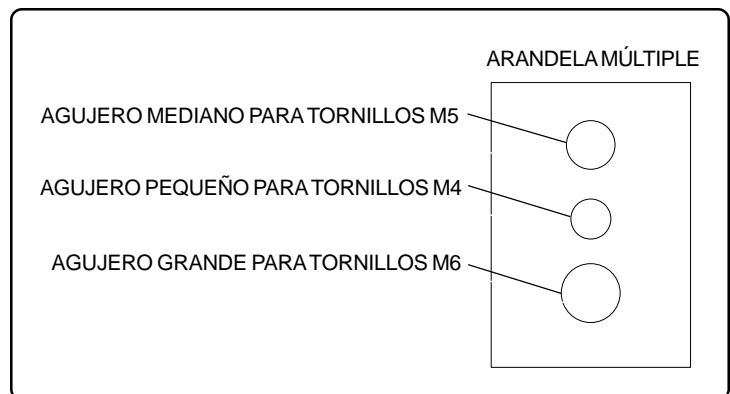 ARANDELA MÚLTIPLE
AGUJERO MEDIANO PARA TORNILLOS M5
AGUJERO PEQUEÑO PARA TORNILLOS M4
AGUJERO GRANDE PARA TORNILLOS M6